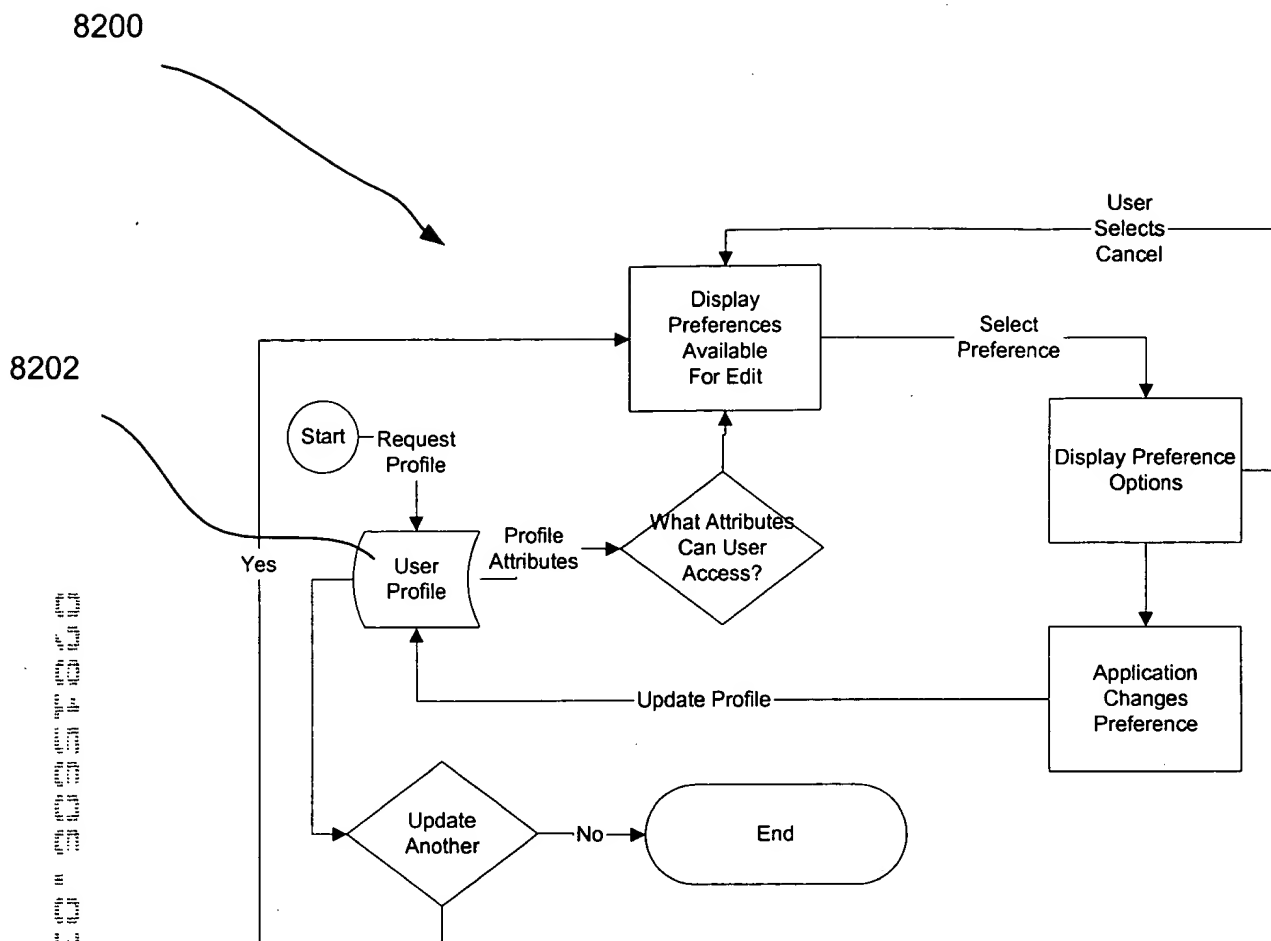 8200
User
Selects
Cancel
Display
Preferences
Available
For Edit
Select
Preference
8202
Start
Request
Profile
Display Preference
Options
What Attributes
Can User
Access?
Profile
Attributes
User
Profile
Yes
Application
Changes
Preference
Update Profile
Update
Another
No
End